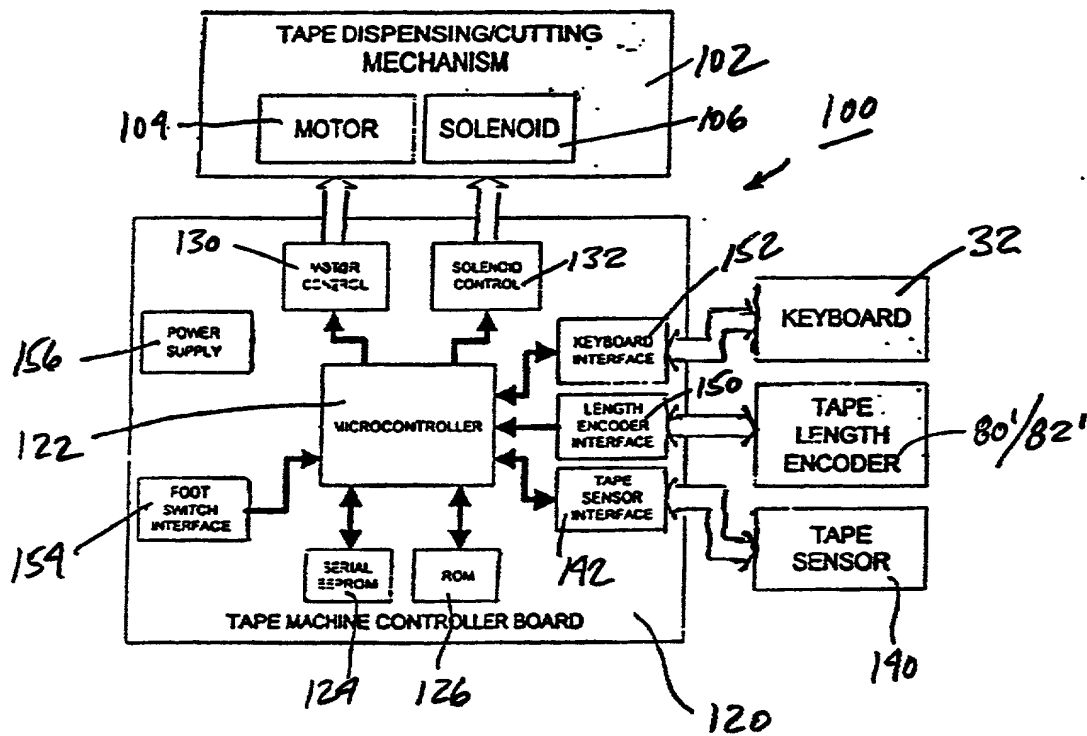 TAPE DISPENSING/CUTTING
MECHANISM
102
104
MOTOR
SOLENOID
106
100
130
MOTOR
CONTROL
SOLENOID
CONTROL
132
152
32
KEYBOARD
156
POWER
SUPPLY
KEYBOARD
INTERFACE
150
122
MICROCONTROLLER
LENGTH
ENCODER
INTERFACE
TAPE
LENGTH
ENCODER
80'/82'
154
FOOT
SWITCH
INTERFACE
TAPE
SENSOR
INTERFACE
142
TAPE
SENSOR
140
SERIAL
EEPROM
ROM
TAPE MACHINE CONTROLLER BOARD
124
126
120